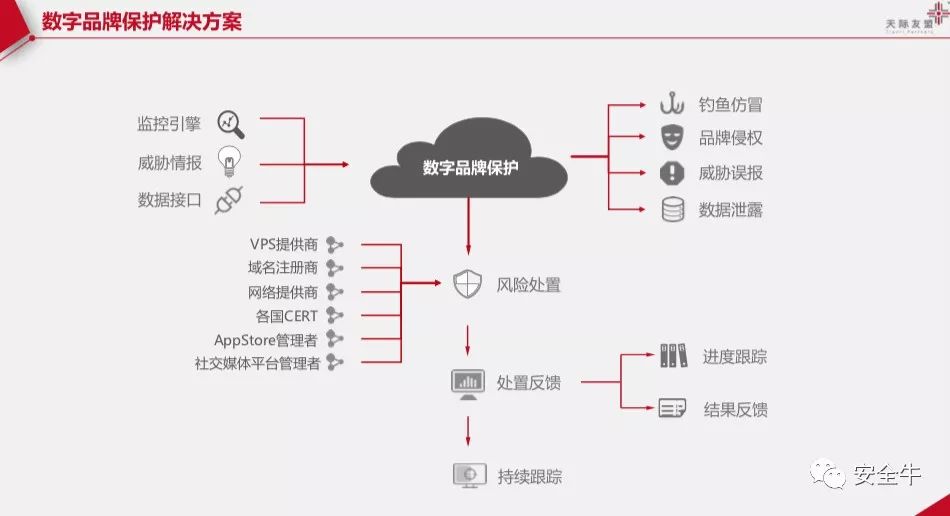 数字品牌保护解决方案
天际友盟
监控引擎
威胁情报
数据接口
数字品牌保护
钓鱼仿冒
品牌侵权
威胁误报
数据泄露
VPS提供商
域名注册商
网络提供商
各国CERT
AppStore管理者
社交媒体平台管理者
风险处置
处置反馈
进度跟踪
结果反馈
持续跟踪
安全牛